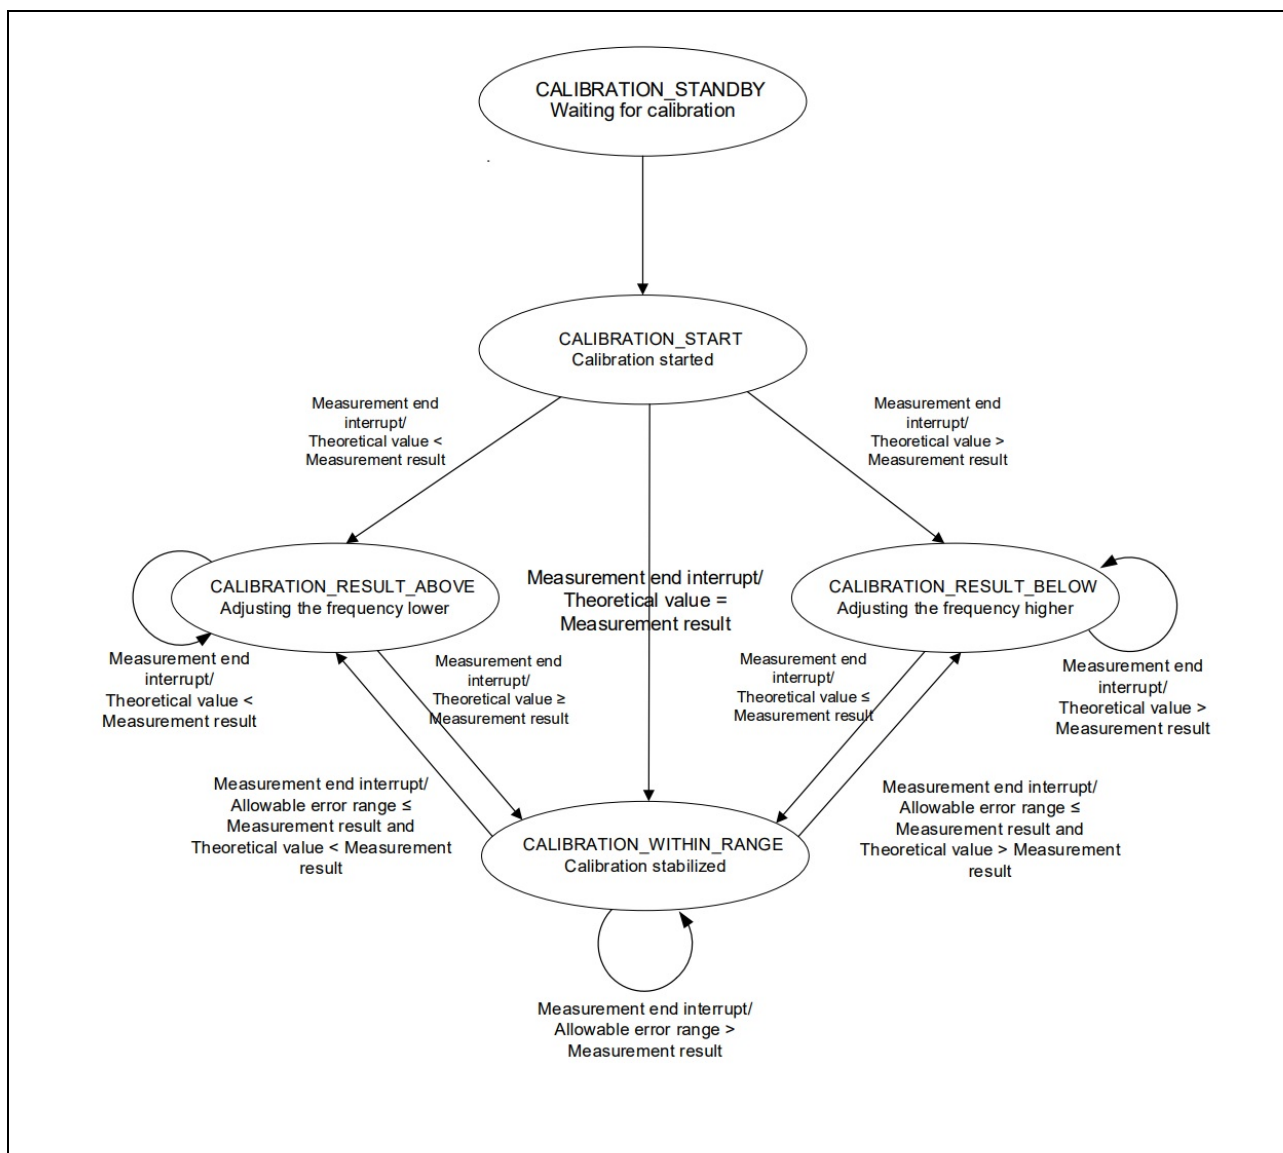 CALIBRATION_STANDBY
Waiting for calibration
CALIBRATION_START
Calibration started
Measurement end
interrupt/
Theoretical value <
Measurement result
Measurement end
interrupt/
Theoretical value >
Measurement result
CALIBRATION_RESULT_ABOVE
Adjusting the frequency lower
Measurement end interrupt/
Theoretical value =
Measurement result
CALIBRATION_RESULT_BELOW
Adjusting the frequency higher
Measurement end
interrupt/
Theoretical value <
Measurement result
Measurement end
interrupt/
Theoretical value ≥
Measurement result
Measurement end
interrupt/
Theoretical value ≤
Measurement result
Measurement end
interrupt/
Theoretical value >
Measurement result
Measurement end interrupt/
Allowable error range ≤
Measurement result and
Theoretical value < Measurement
result
Measurement end interrupt/
Allowable error range ≤
Measurement result and
Theoretical value > Measurement
result
CALIBRATION_WITHIN_RANGE
Calibration stabilized
Measurement end interrupt/
Allowable error range >
Measurement result